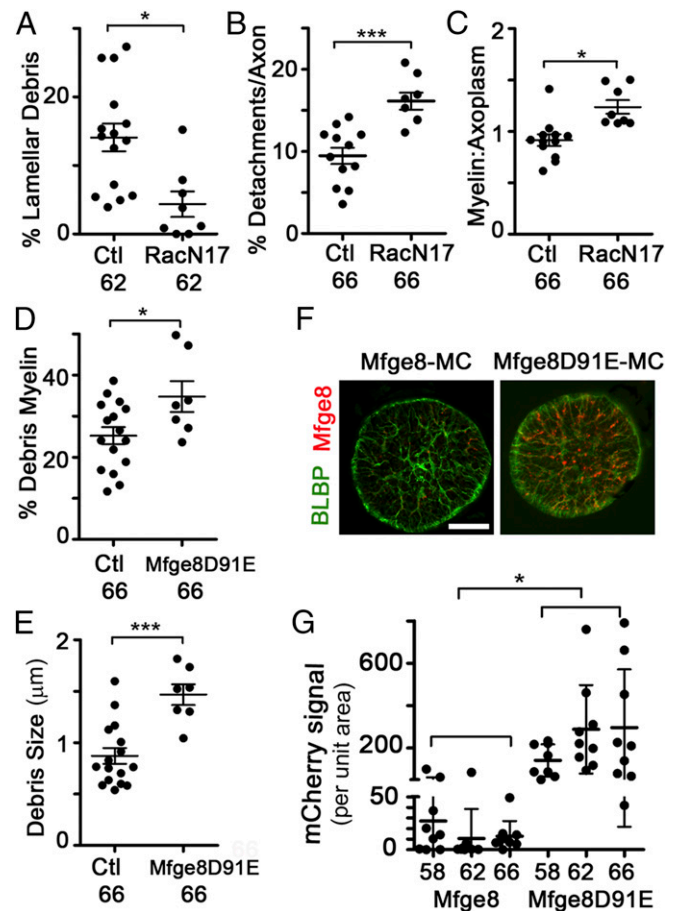 A
*
% Lamellar Debris
20
0
Ctl RacN17
62 62
B
***
% Detachments/Axon
20
10
0
Ctl RacN17
66 66
C
*
Myelin:Axoplasm
2
1
0
Ctl RacN17
66 66
D
*
% Debris Myelin
40
20
0
Ctl Mfge8D91E
66 66
E
***
Debris Size (μm)
2
1
0
Ctl Mfge8D91E
66 66
F
Mfge8-MC Mfge8D91E-MC
BLBP Mfge8
G
*
mCherry signal
(per unit area)
600
200
50
0
58 62 66 58 62 66
Mfge8 Mfge8D91E